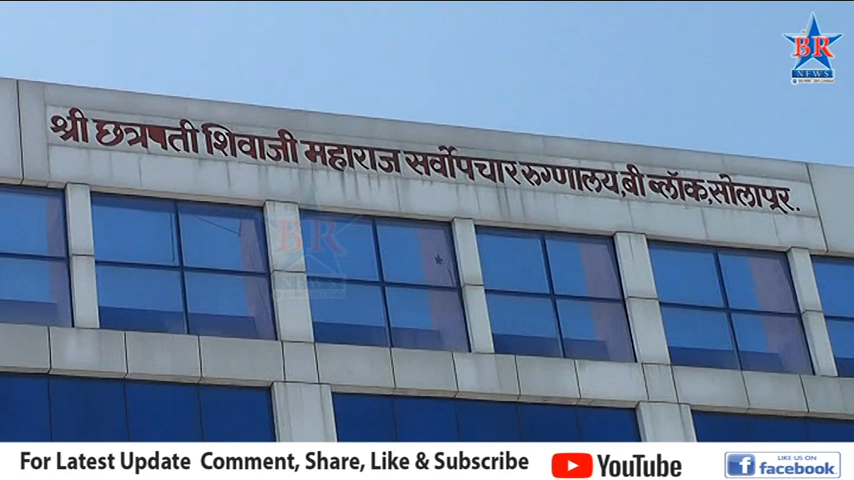 BR
NEWS
श्री छत्रपती शिवाजी महाराज सर्वोपचार रुग्णालय,बी ब्लॉक,सोलापूर.
BR
For Latest Update Comment, Share, Like & Subscribe
YouTube
LIKE US ON
facebook